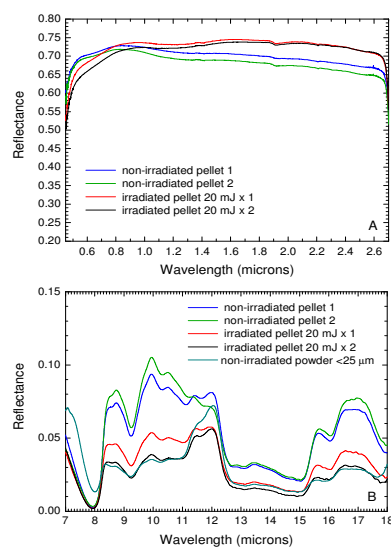 0.80
0.75
0.70
0.65
0.60
0.55
0.50
0.45
0.40
0.35
0.30
0.25
0.20
Reflectance
non-irradiated pellet 1
non-irradiated pellet 2
irradiated pellet 20 mJ x 1
irradiated pellet 20 mJ x 2
A
0.6 0.8 1.0 1.2 1.4 1.6 1.8 2.0 2.2 2.4 2.6
Wavelength (microns)
0.15
0.10
0.05
0.00
Reflectance
non-irradiated pellet 1
non-irradiated pellet 2
irradiated pellet 20 mJ x 1
irradiated pellet 20 mJ x 2
non-irradiated powder <25 μm
B
7 8 9 10 11 12 13 14 15 16 17 18
Wavelength (microns)